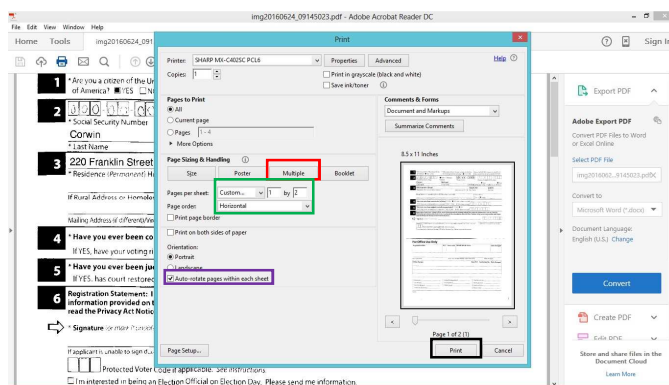 img20160624_09145023.pdf - Adobe Acrobat Reader DC
File Edit View Window Help
Home Tools img20160624_091
Sign In
1 * Are you a citizen of the
of America? YES
2
* Social Security Number
Corwin
* Last Name
3 220 Franklin Street
* Residence (Permanent)
If Rural Address or Homeless
Mailing Address (if different)
4 * Have you ever been
If YES, have your voting
5 * Have you ever been
If YES, has court restored
6 Registration Statement: I
information provided on
read the Privacy Act
* Signature
If applicant is unable to sign
Protected Voter Code if applicable. See instructions.
I'm interested in being an Election Official on Election Day. Please send me information.
Print
Printer: SHARP MX-C402SC PCL6 Properties Advanced Help
Copies: 1 Print in grayscale (black and white)
Save ink/toner
Pages to Print
All
Current page
Pages 1 - 4
More Options
Page Sizing & Handling
Size Poster Multiple Booklet
Pages per sheet: Custom... 1 by 2
Page order: Horizontal
Print page border
Print on both sides of paper
Orientation:
Portrait
Landscape
Auto-rotate pages within each sheet
Page Setup...
Comments & Forms
Document and Markups
Summarize Comments
8.5 x 11 Inches
For Office Use Only
< >
Page 1 of 2 (1)
Print Cancel
Export PDF
Adobe Export PDF
Convert PDF Files to Word
or Excel Online
Select PDF File
img2016062...9145023.pdf
Convert to
Microsoft Word (*.docx)
Document Language:
English (U.S.) Change
Convert
Create PDF
Edit PDF
Store and share files in the
Document Cloud
Learn More